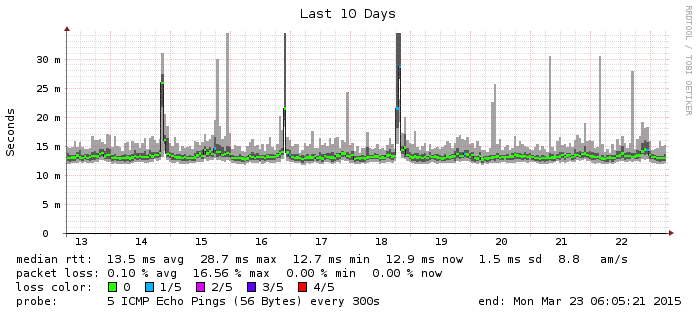 Last 10 Days
RRDTOOL / TOBI OETIKER
Seconds
30 m
25 m
20 m
15 m
10 m
5 m
0
13 14 15 16 17 18 19 20 21 22
median rtt: 13.5 ms avg 28.7 ms max 12.7 ms min 12.9 ms now 1.5 ms sd 8.8 am/s
packet loss: 0.10 % avg 16.56 % max 0.00 % min 0.00 % now
loss color: 0 1/5 2/5 3/5 4/5
probe: 5 ICMP Echo Pings (56 Bytes) every 300s end: Mon Mar 23 06:05:21 2015